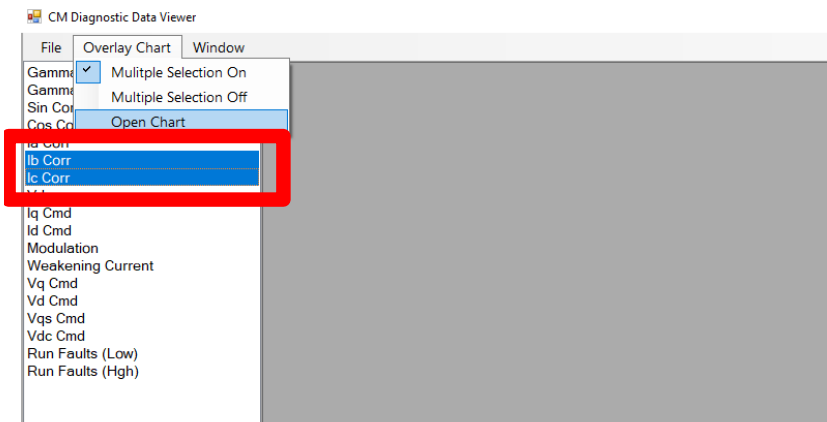 CM Diagnostic Data Viewer
File Overlay Chart Window
Mulitple Selection On
Multiple Selection Off
Open Chart
Ib Corr
Ic Corr
Iq Cmd
Id Cmd
Modulation
Weakening Current
Vq Cmd
Vd Cmd
Vqs Cmd
Vdc Cmd
Run Faults (Low)
Run Faults (Hgh)